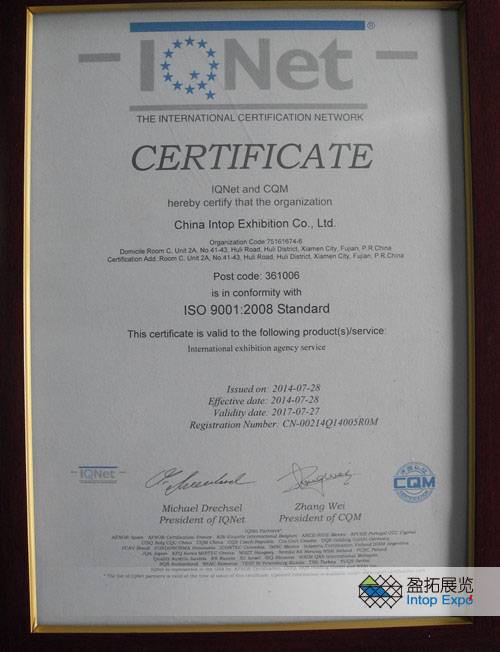 IQNet®
THE INTERNATIONAL CERTIFICATION NETWORK
CERTIFICATE
IQNet and CQM
hereby certify that the organization
China Intop Exhibition Co., Ltd.
Organization Code:75161674-6
Domicile Room C, Unit 2A, No.41-43, Huli Road, Huli District, Xiamen City, Fujian, P.R.China
Certification Add: Room C, Unit 2A, No.41-43, Huli Road, Huli District, Xiamen City, Fujian, P.R.China
Post code: 361006
is in conformity with
ISO 9001:2008 Standard
This certificate is valid to the following product(s)/service:
International exhibition agency service
Issued on: 2014-07-28
Effective date: 2014-07-28
Validity date: 2017-07-27
Registration Number: CN-00214Q14005R0M
IQNet
CQM
Michael Drechsel
President of IQNet
Zhang Wei
President of CQM
IQNet Partners*:
盈拓展览
Intop Expo